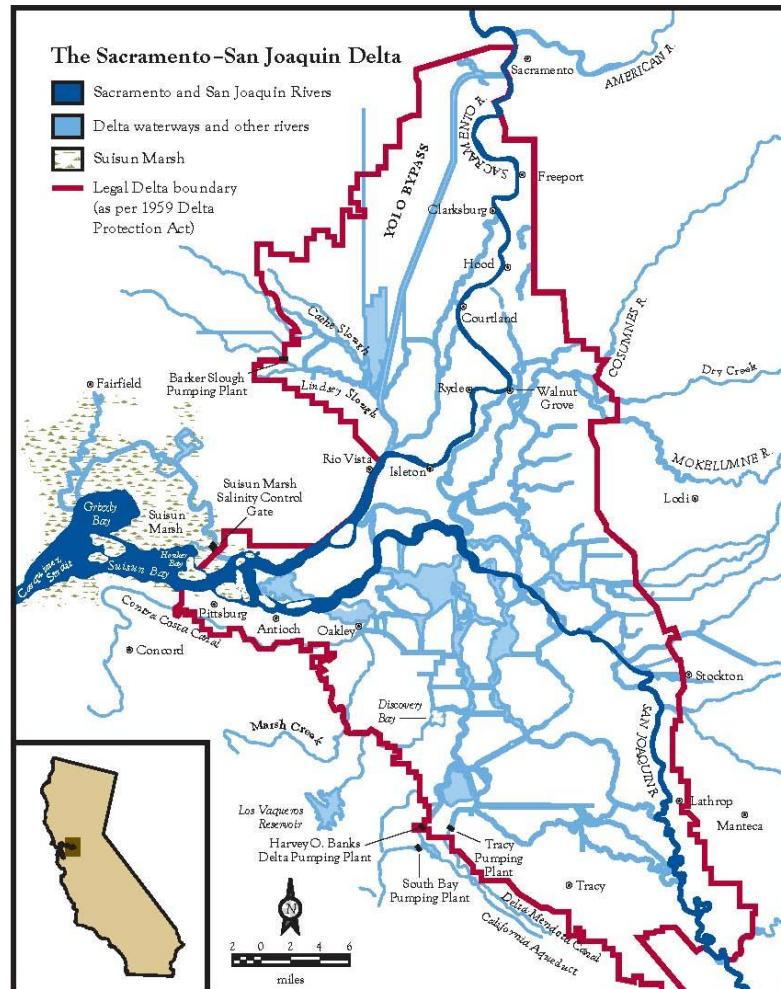 The Sacramento–San Joaquin Delta
Sacramento and San Joaquin Rivers
Delta waterways and other rivers
Suisun Marsh
Legal Delta boundary
(as per 1959 Delta
Protection Act)
Sacramento
AMERICAN R.
SACRAMENTO R.
YOLO BYPASS
Freeport
Clarksburg
Hood
Courtland
COSUMNES R.
Cache Slough
Barker Slough
Pumping Plant
Lindsey Slough
Dry Creek
Fairfield
Ryde
Walnut
Grove
MOKELUMNE R.
Rio Vista
Isleton
Suisun Marsh
Salinity Control
Gate
Lodi
Grizzly
Bay
Suisun
Marsh
Honker
Bay
Suisun Bay
Carquinez
Strait
Pittsburg
Antioch
Oakley
Contra Costa Canal
Concord
Stockton
Discovery
Bay
Marsh Creek
SAN JOAQUIN R.
Los Vaqueros
Reservoir
Lathrop
Manteca
Harvey O. Banks
Delta Pumping Plant
Tracy
Pumping
Plant
South Bay
Pumping Plant
Tracy
Delta-Mendota Canal
California Aqueduct
N
2 0 2 4 6
miles